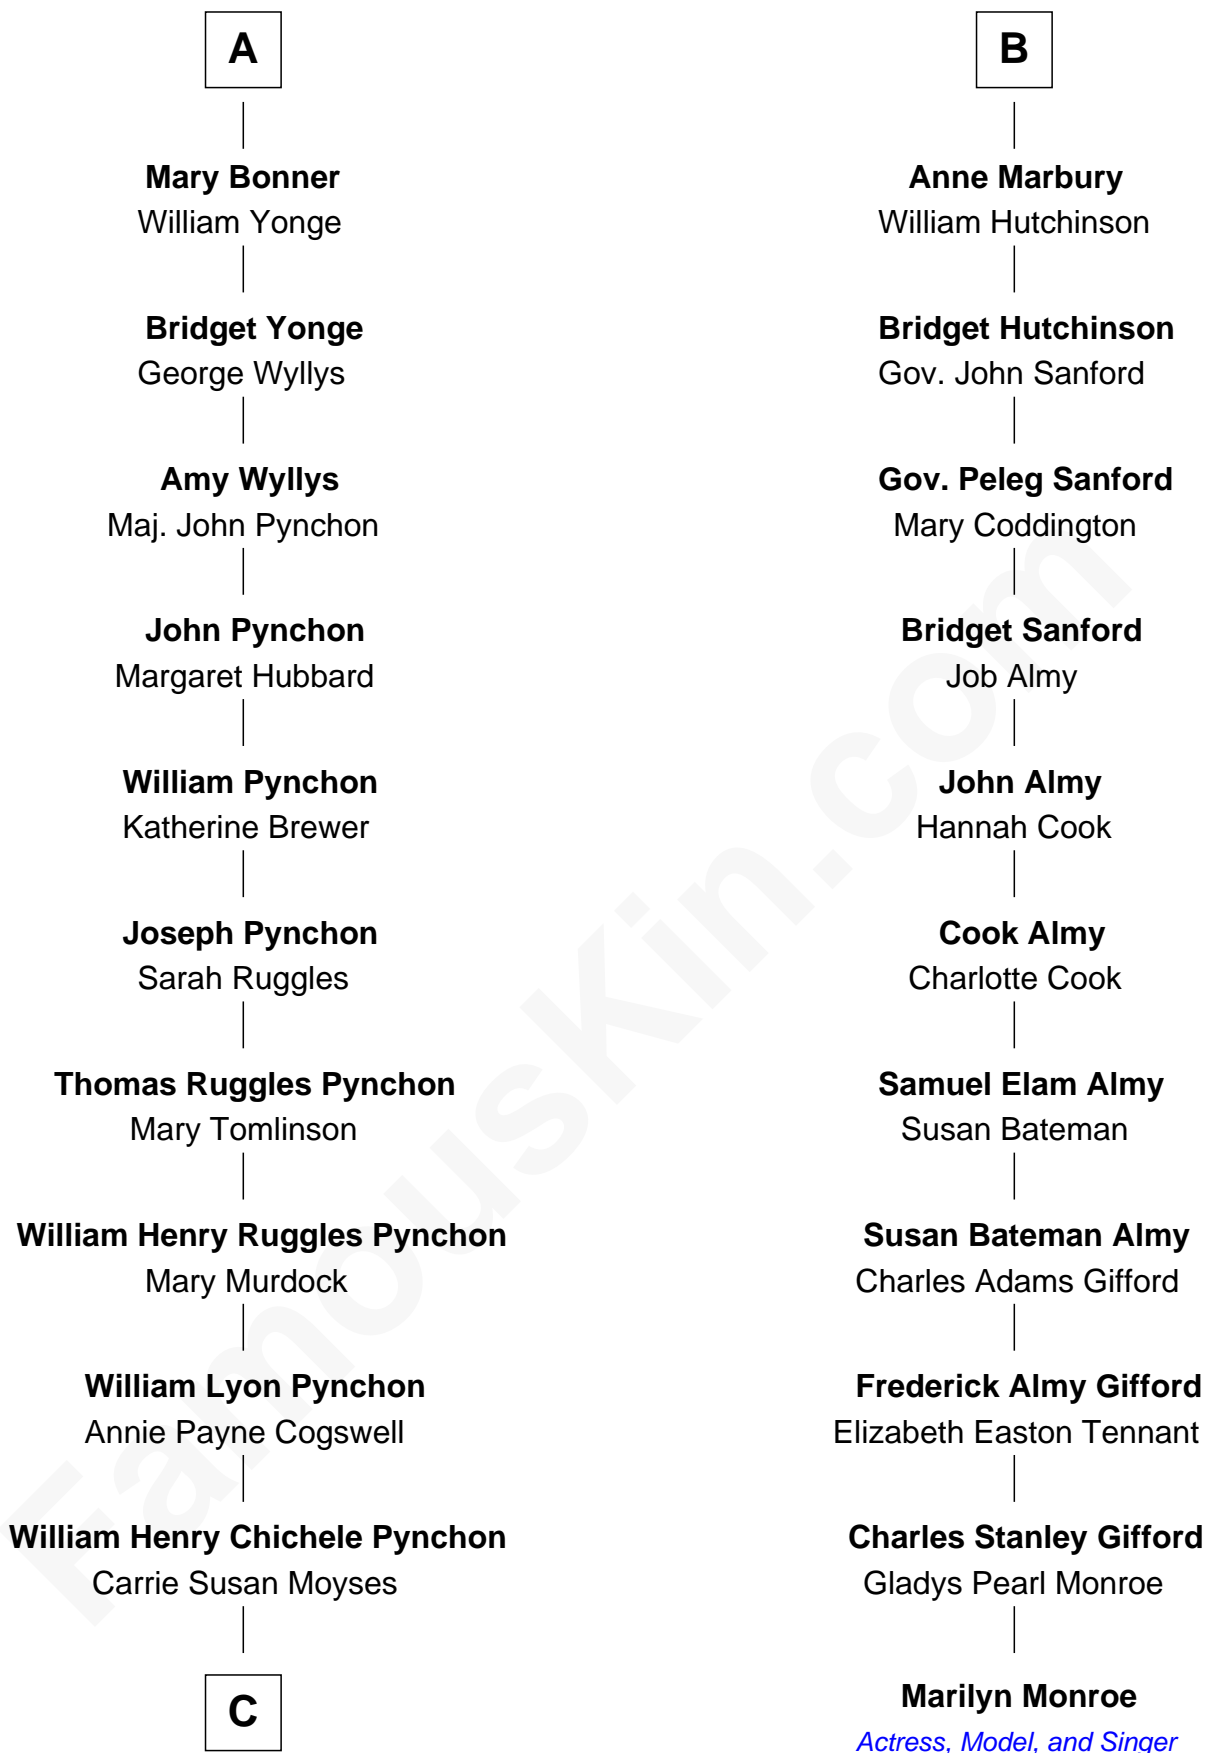 A
Mary Bonner
William Yonge
Bridget Yonge
George Wyllys
Amy Wyllys
Maj. John Pynchon
John Pynchon
Margaret Hubbard
William Pynchon
Katherine Brewer
Joseph Pynchon
Sarah Ruggles
Thomas Ruggles Pynchon
Mary Tomlinson
William Henry Ruggles Pynchon
Mary Murdock
William Lyon Pynchon
Annie Payne Cogswell
William Henry Chichele Pynchon
Carrie Susan Moyses
C
B
Anne Marbury
William Hutchinson
Bridget Hutchinson
Gov. John Sanford
Gov. Peleg Sanford
Mary Coddington
Bridget Sanford
Job Almy
John Almy
Hannah Cook
Cook Almy
Charlotte Cook
Samuel Elam Almy
Susan Bateman
Susan Bateman Almy
Charles Adams Gifford
Frederick Almy Gifford
Elizabeth Easton Tennant
Charles Stanley Gifford
Gladys Pearl Monroe
Marilyn Monroe
Actress, Model, and Singer
FamousKin.com